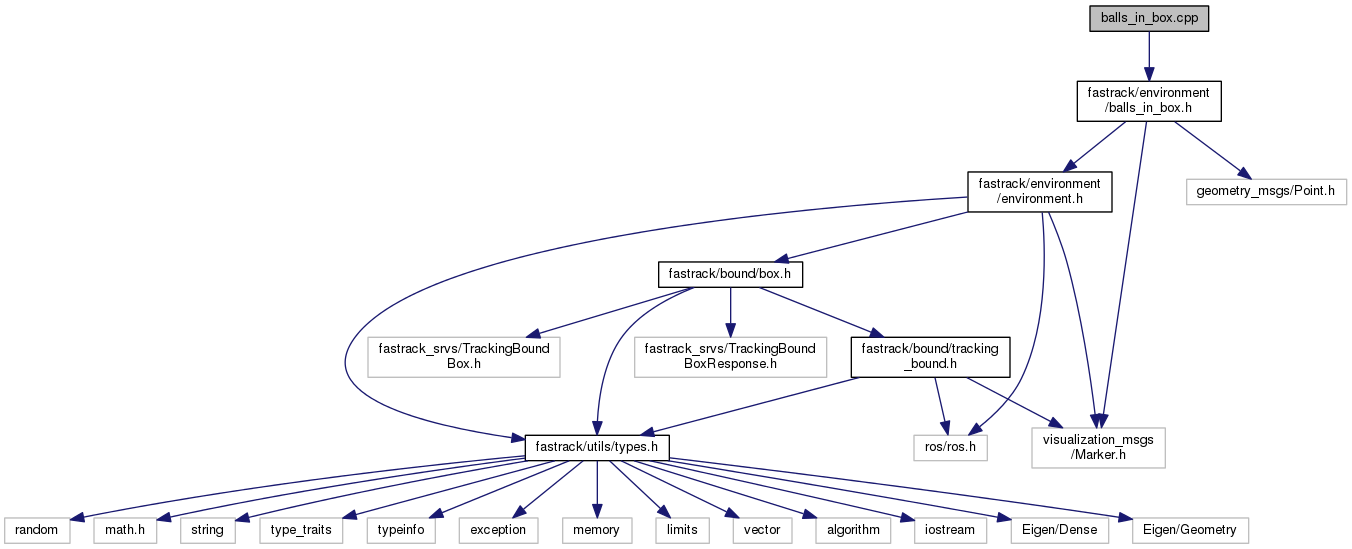 balls_in_box.cpp
fastrack/environment
/balls_in_box.h
fastrack/environment
/environment.h
geometry_msgs/Point.h
fastrack/bound/box.h
fastrack_srvs/TrackingBound
Box.h
fastrack_srvs/TrackingBound
BoxResponse.h
fastrack/bound/tracking
_bound.h
fastrack/utils/types.h
ros/ros.h
visualization_msgs
/Marker.h
random
math.h
string
type_traits
typeinfo
exception
memory
limits
vector
algorithm
iostream
Eigen/Dense
Eigen/Geometry